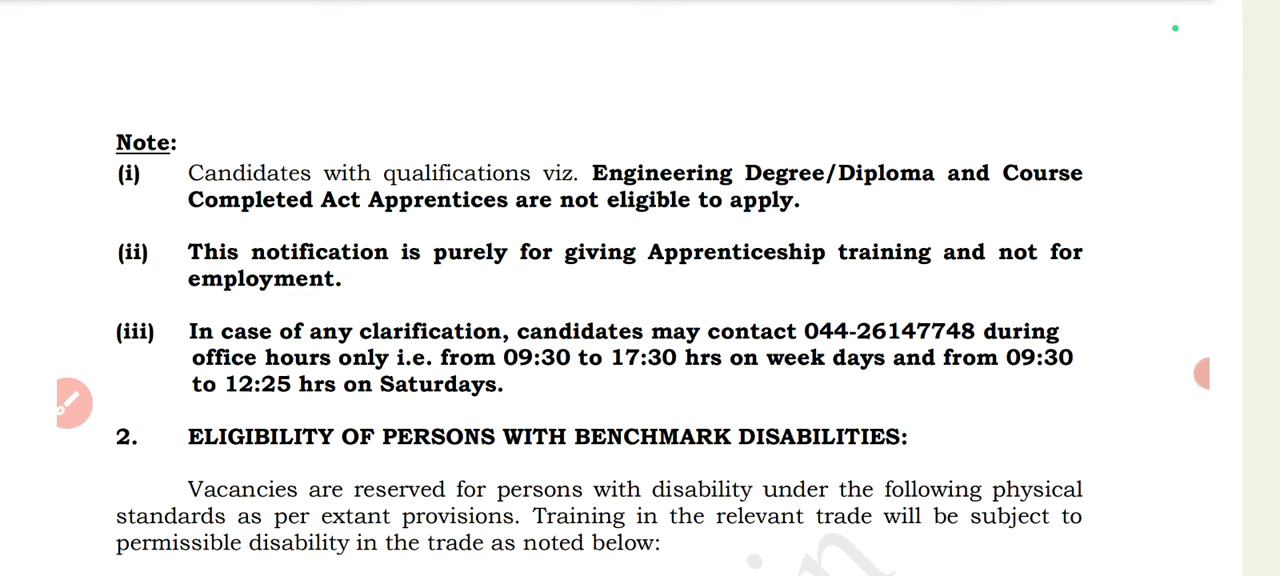 Note:
(i) Candidates with qualifications viz. Engineering Degree/Diploma and Course
Completed Act Apprentices are not eligible to apply.
(ii) This notification is purely for giving Apprenticeship training and not for
employment.
(iii) In case of any clarification, candidates may contact 044-26147748 during
office hours only i.e. from 09:30 to 17:30 hrs on week days and from 09:30
to 12:25 hrs on Saturdays.
2. ELIGIBILITY OF PERSONS WITH BENCHMARK DISABILITIES:
Vacancies are reserved for persons with disability under the following physical
standards as per extant provisions. Training in the relevant trade will be subject to
permissible disability in the trade as noted below: